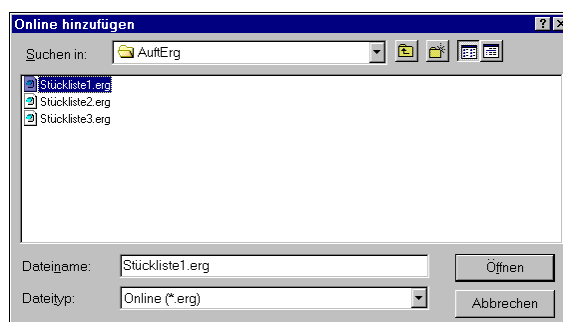 Online hinzufügen
Suchen in: AuftErg
Stückliste1.erg
Stückliste2.erg
Stückliste3.erg
Dateiname: Stückliste1.erg Öffnen
Dateityp: Online (*.erg) Abbrechen